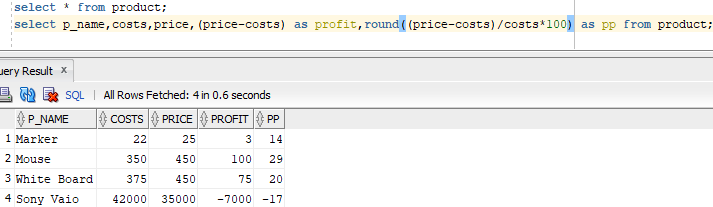 select * from product;
select p_name,costs,price,(price-costs) as profit,round((price-costs)/costs*100) as pp from product;
uery Result x
SQL | All Rows Fetched: 4 in 0.6 seconds
P_NAME COSTS PRICE PROFIT PP
1 Marker 22 25 3 14
2 Mouse 350 450 100 29
3 White Board 375 450 75 20
4 Sony Vaio 42000 35000 -7000 -17